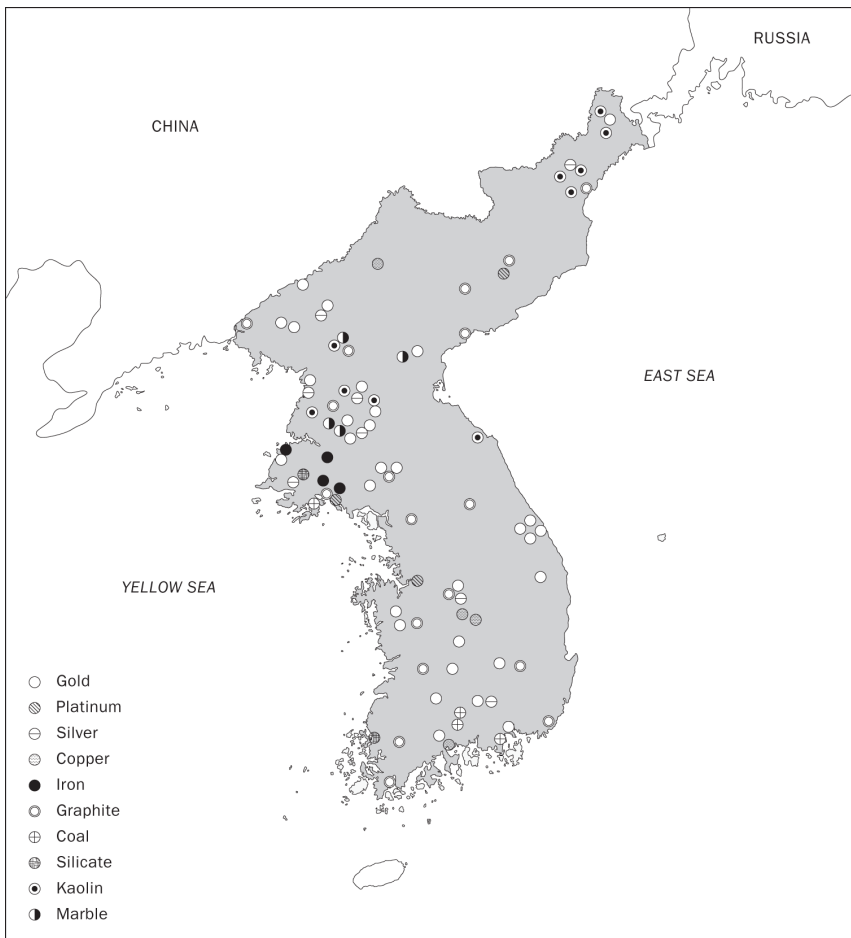 RUSSIA
CHINA
EAST SEA
YELLOW SEA
Gold
Platinum
Silver
Copper
Iron
Graphite
Coal
Silicate
Kaolin
Marble